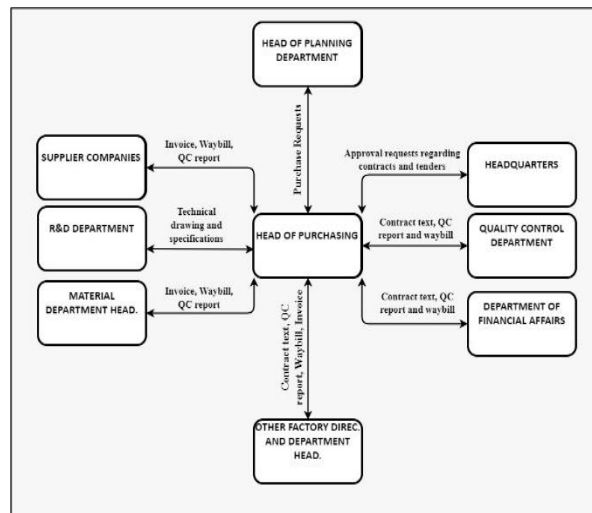 HEAD OF PLANNING
DEPARTMENT
Purchase Requests
Invoice, Waybill,
QC report
SUPPLIER COMPANIES
Approval requests regarding
contracts and tenders
HEADQUARTERS
R&D DEPARTMENT
Technical
drawing and
specifications
HEAD OF PURCHASING
Contract text, QC
report and waybill
QUALITY CONTROL
DEPARTMENT
MATERIAL
DEPARTMENT HEAD.
Invoice, Waybill,
QC report
Contract text, QC
report and waybill
DEPARTMENT OF
FINANCIAL AFFAIRS
Contract text, QC
report, Waybill, Invoice
OTHER FACTORY DIREC.
AND DEPARTMENT
HEAD.